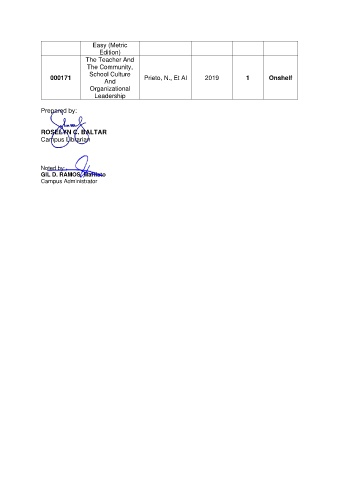 Easy (Metric
Edition)
000171
The Teacher And
The Community,
School Culture
And
Organizational
Leadership
Prieto, N., Et Al
2019
1
Onshelf
Prepared by:
ROSELYN C. BALTAR
Campus Librarian
Noted by:
GIL D. RAMOS,
Campus Administrator